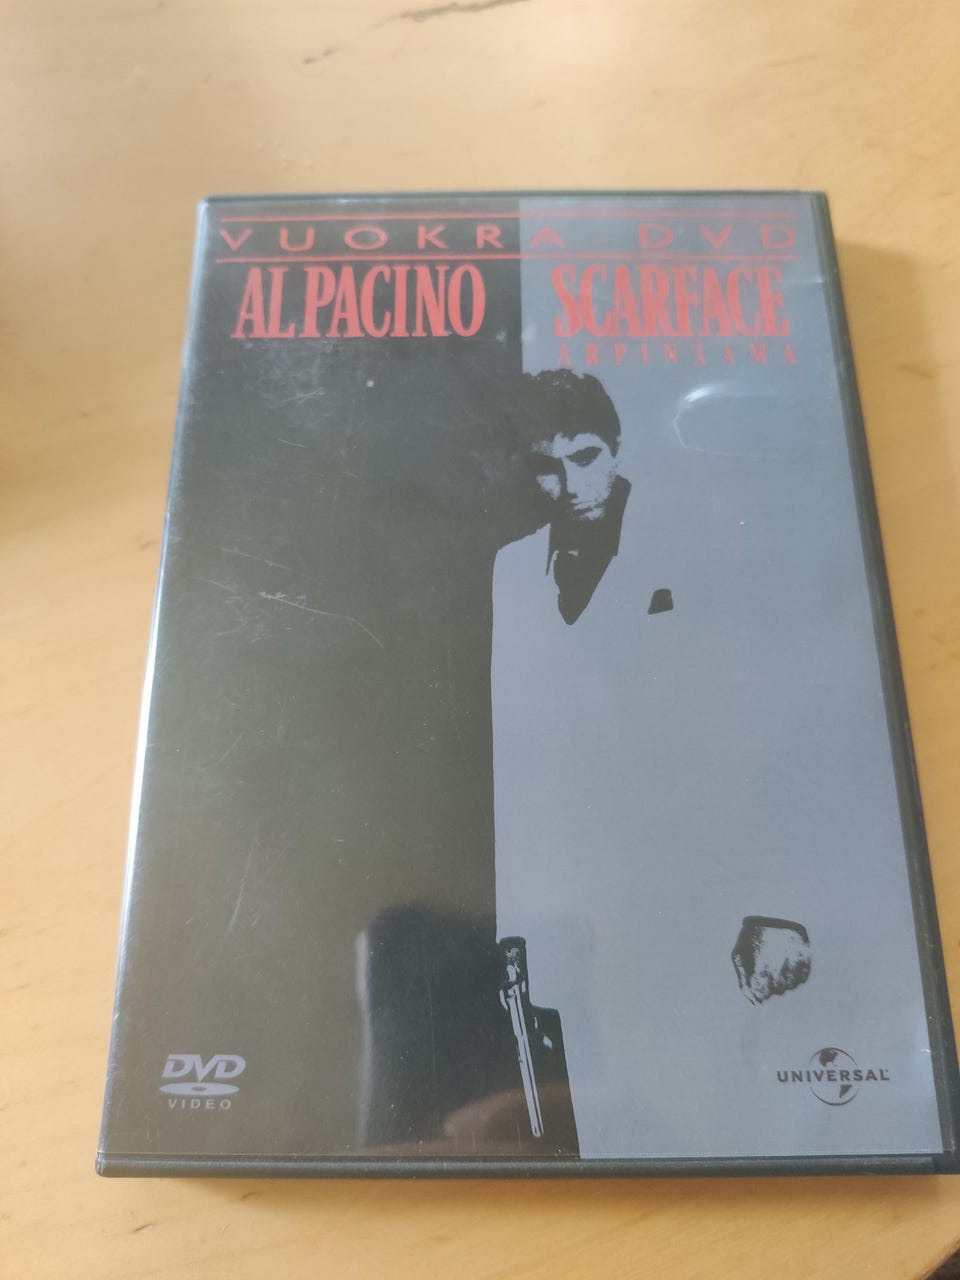 VUOKRA-DVD
AL PACINO SCARFACE
ARPINAAMA
DVD
VIDEO
UNIVERSAL